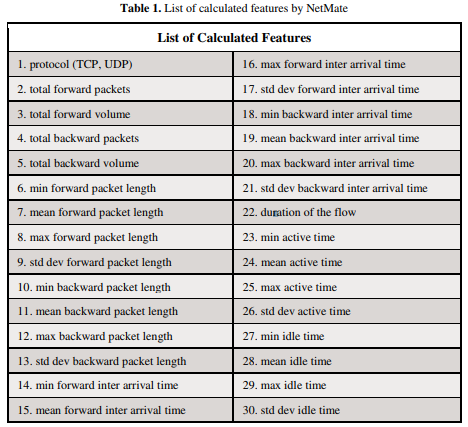 Table 1. List of calculated features by NetMate
List of Calculated Features
1. protocol (TCP, UDP)
2. total forward packets
3. total forward volume
4. total backward packets
5. total backward volume
6. min forward packet length
7. mean forward packet length
8. max forward packet length
9. std dev forward packet length
10. min backward packet length
11. mean backward packet length
12. max backward packet length
13. std dev backward packet length
14. min forward inter arrival time
15. mean forward inter arrival time
16. max forward inter arrival time
17. std dev forward inter arrival time
18. min backward inter arrival time
19. mean backward inter arrival time
20. max backward inter arrival time
21. std dev backward inter arrival time
22. duration of the flow
23. min active time
24. mean active time
25. max active time
26. std dev active time
27. min idle time
28. mean idle time
29. max idle time
30. std dev idle time